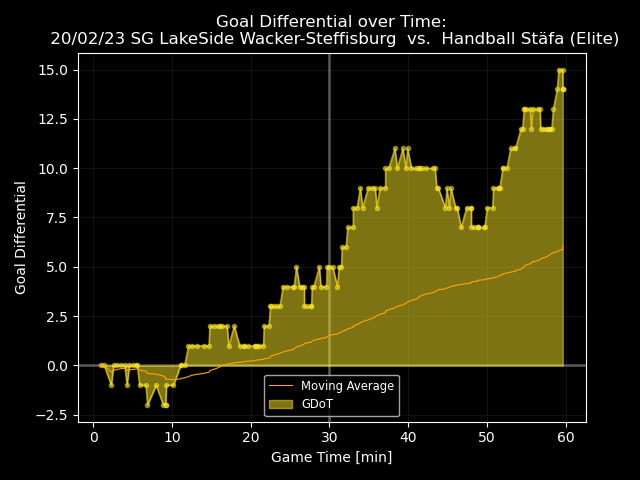 Goal Differential over Time:
20/02/23 SG LakeSide Wacker-Steffisburg  vs.  Handball Stäfa (Elite)
15.0
12.5
10.0
7.5
5.0
2.5
0.0
−2.5
Goal Differential
Moving Average
GDoT
0 10 20 30 40 50 60
Game Time [min]